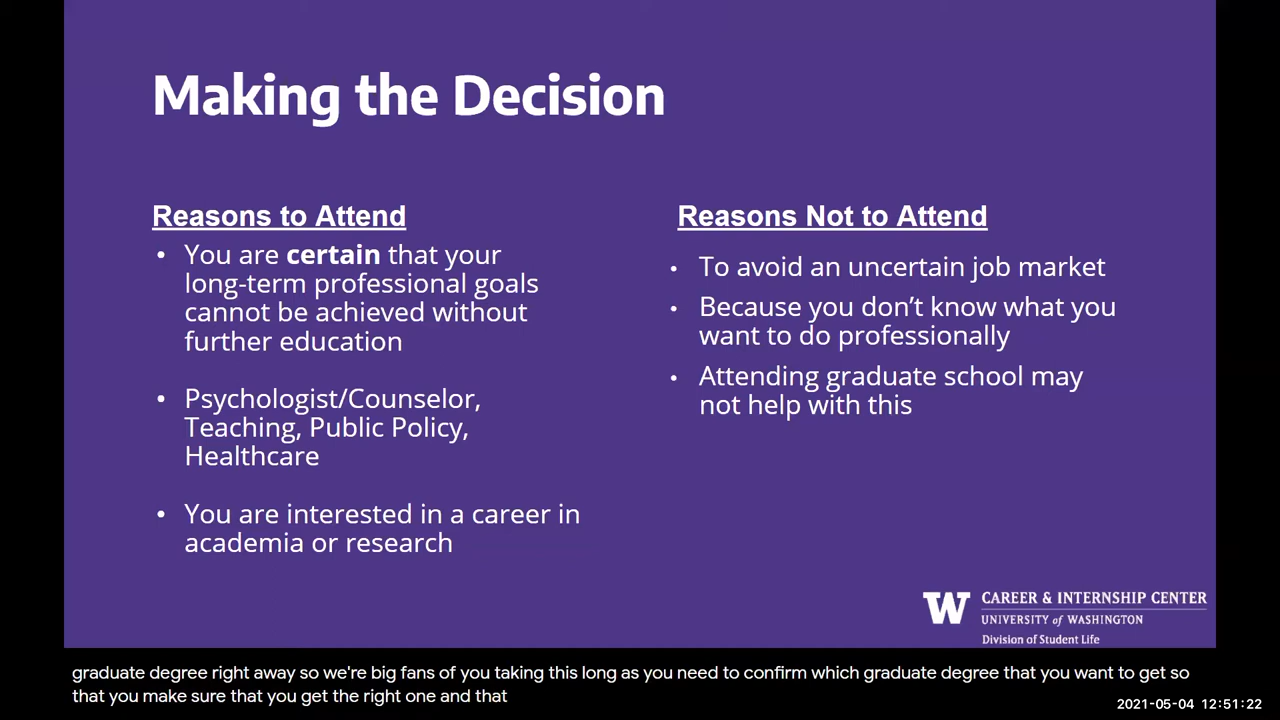 Making the Decision
Reasons to Attend
• You are certain that your
long-term professional goals
cannot be achieved without
further education
• Psychologist/Counselor,
Teaching, Public Policy,
Healthcare
• You are interested in a career in
academia or research
Reasons Not to Attend
• To avoid an uncertain job market
• Because you don’t know what you
want to do professionally
• Attending graduate school may
not help with this
W CAREER & INTERNSHIP CENTER
UNIVERSITY of WASHINGTON
Division of Student Life
graduate degree right away so we're big fans of you taking this long as you need to confirm which graduate degree that you want to get so
that you make sure that you get the right one and that
2021-05-04 12:51:22